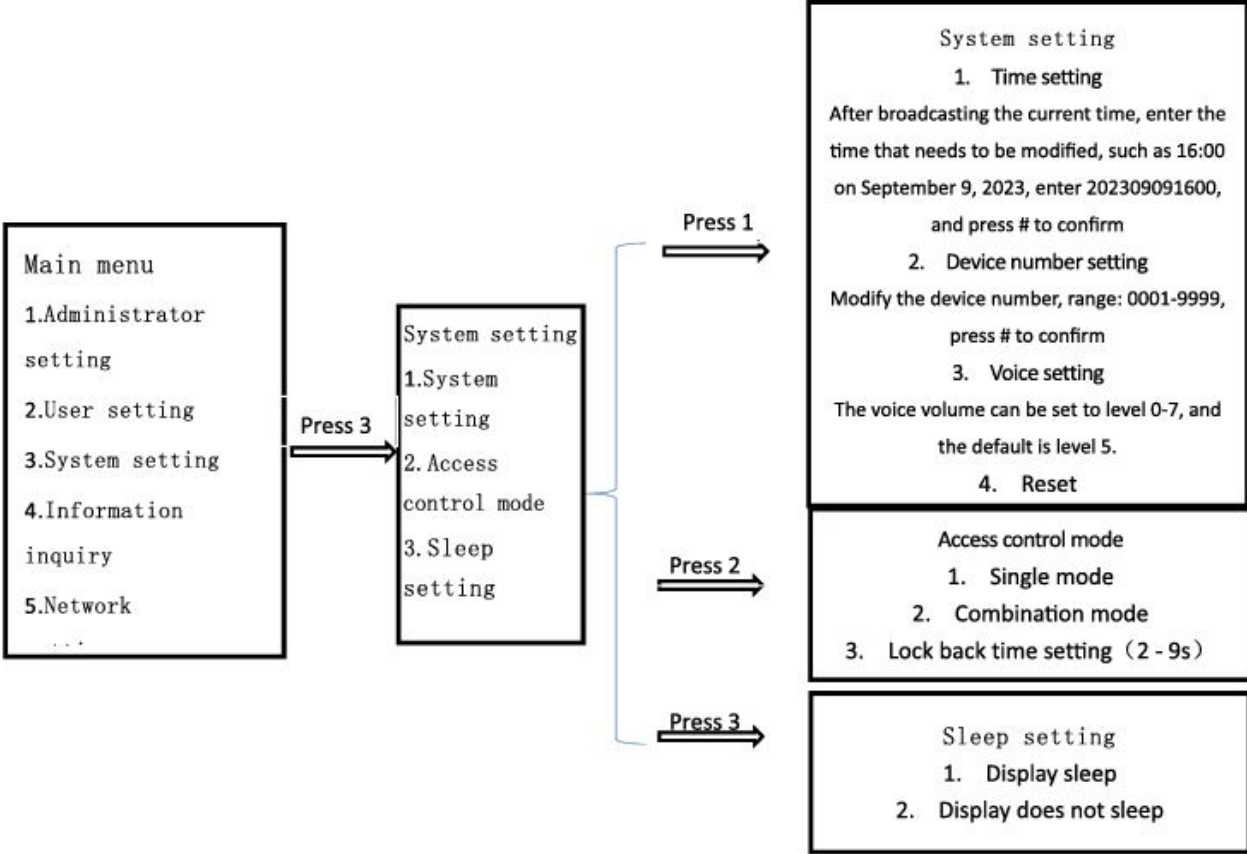 Main menu
1.Administrator
setting
2.User setting
3.System setting
4.Information
inquiry
5.Network
Press 3
System setting
1.System
setting
2. Access
control mode
3. Sleep
setting
Press 1
System setting
1. Time setting
After broadcasting the current time, enter the
time that needs to be modified, such as 16:00
on September 9, 2023, enter 202309091600,
and press # to confirm
2. Device number setting
Modify the device number, range: 0001-9999,
press # to confirm
3. Voice setting
The voice volume can be set to level 0-7, and
the default is level 5.
4. Reset
Press 2
Access control mode
1. Single mode
2. Combination mode
3. Lock back time setting（2 - 9s）
Press 3
Sleep setting
1. Display sleep
2. Display does not sleep